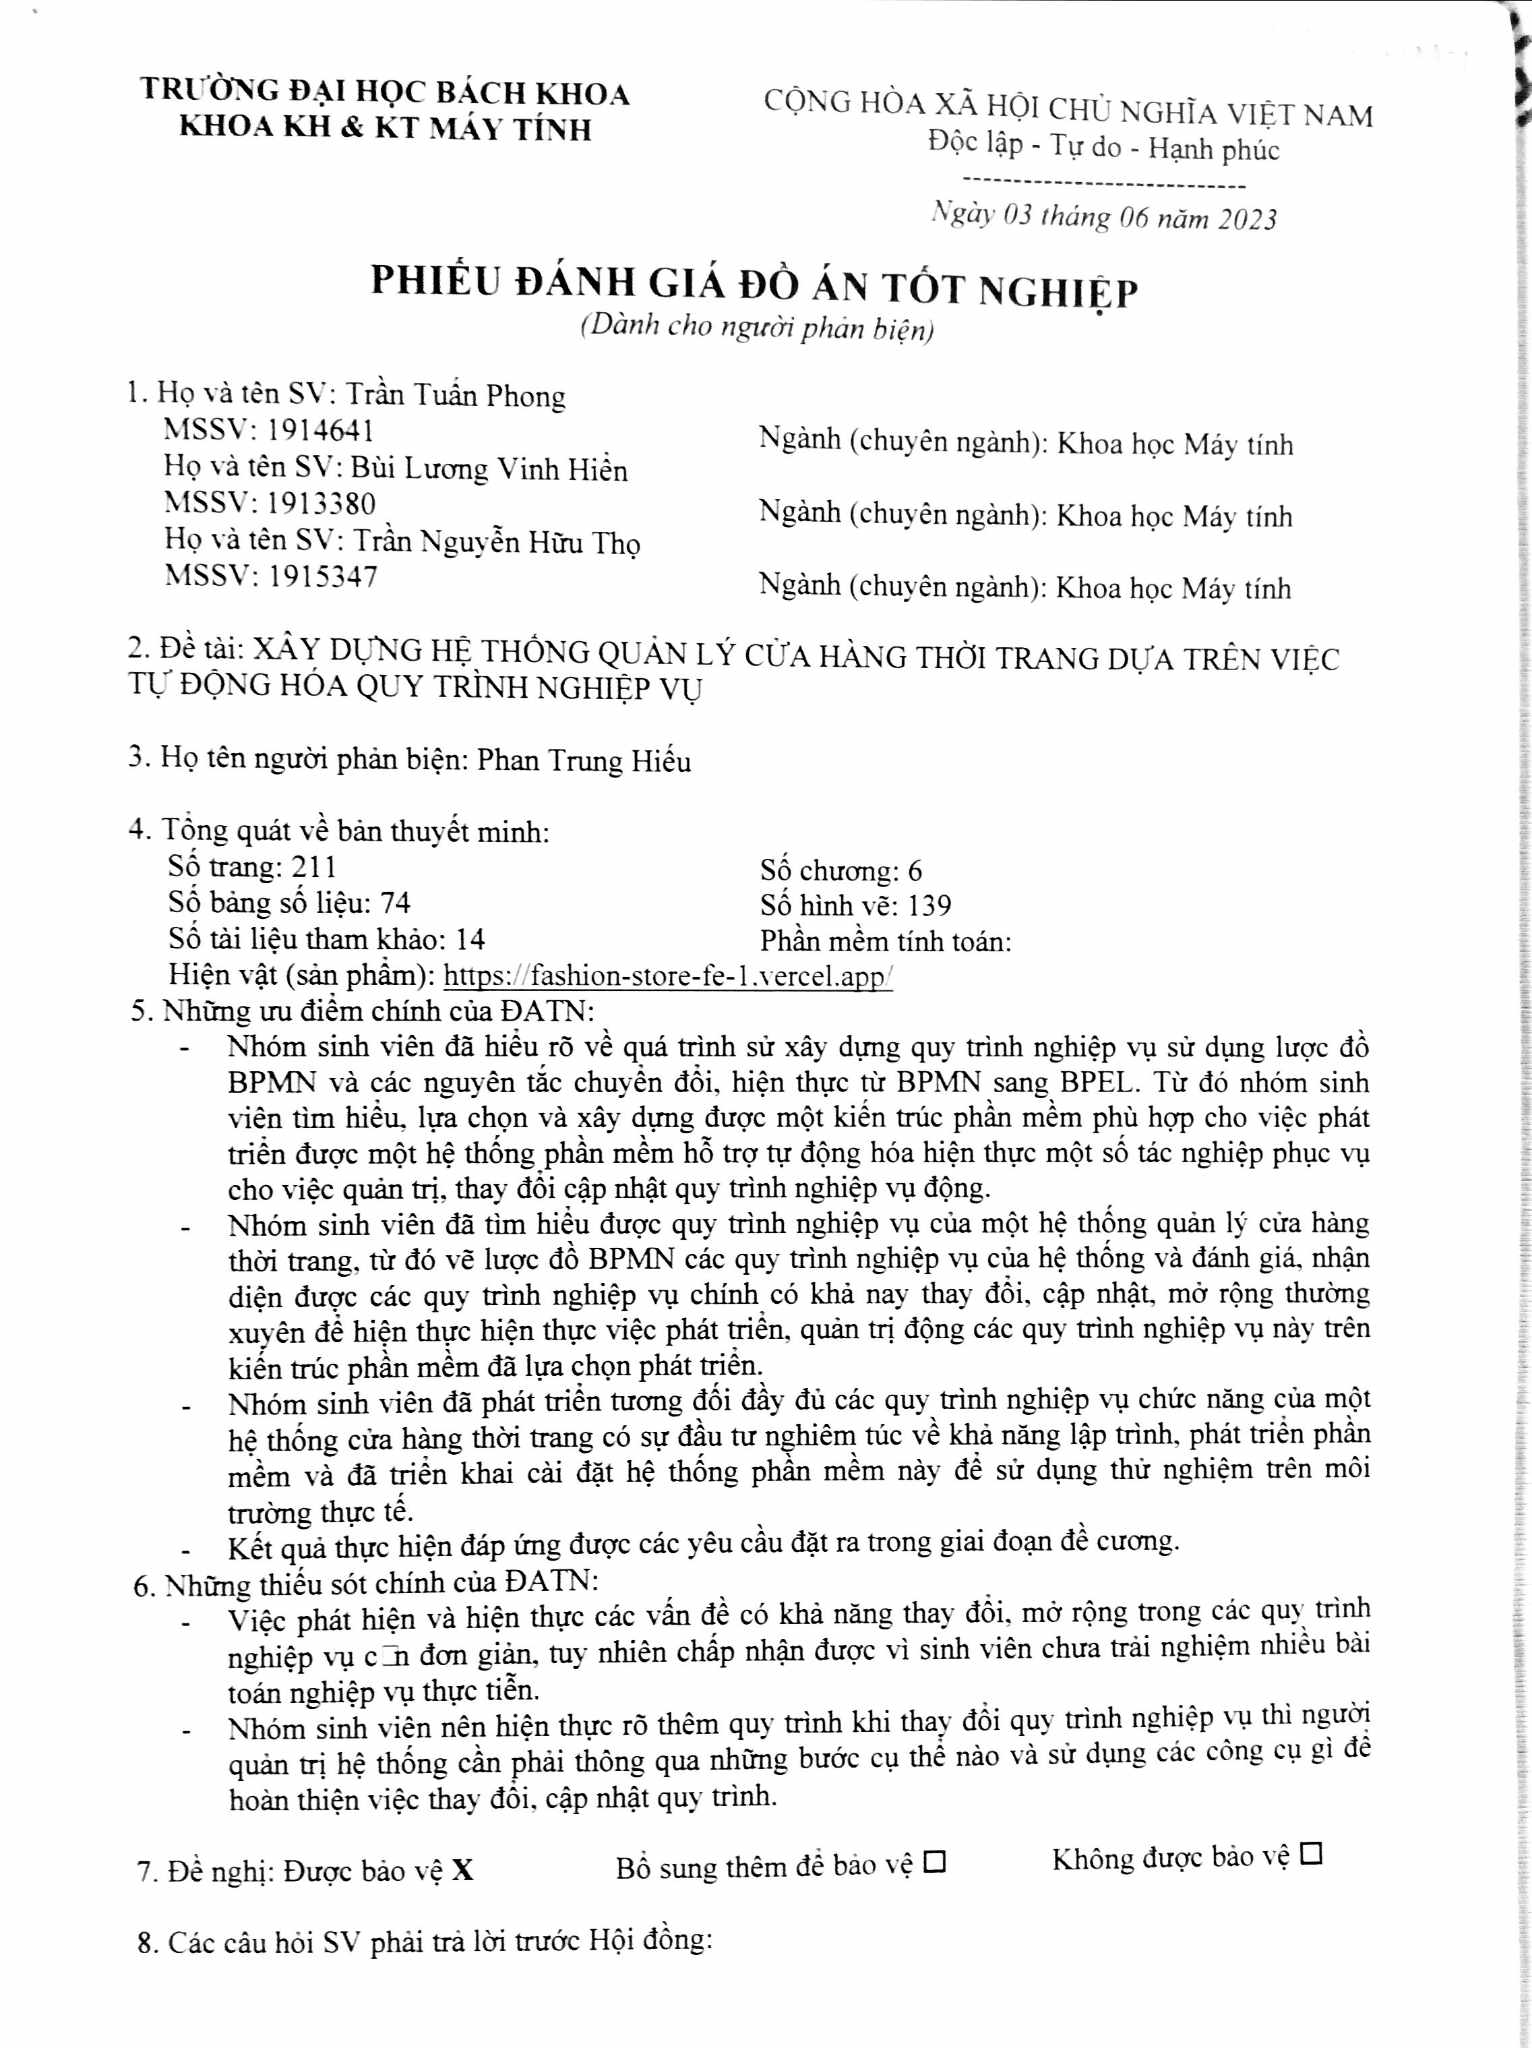 TRƯỜNG ĐẠI HỌC BÁCH KHOA
KHOA KH & KT MÁY TÍNH
CỘNG HÒA XÃ HỘI CHỦ NGHĨA VIỆT NAM
Độc lập - Tự do - Hạnh phúc
----------------------------
Ngày 03 tháng 06 năm 2023
PHIẾU ĐÁNH GIÁ ĐỒ ÁN TỐT NGHIỆP
(Dành cho người phản biện)
1. Họ và tên SV: Trần Tuấn Phong
MSSV: 1914641 Ngành (chuyên ngành): Khoa học Máy tính
Họ và tên SV: Bùi Lương Vinh Hiển
MSSV: 1913380 Ngành (chuyên ngành): Khoa học Máy tính
Họ và tên SV: Trần Nguyễn Hữu Thọ
MSSV: 1915347 Ngành (chuyên ngành): Khoa học Máy tính
2. Đề tài: XÂY DỰNG HỆ THỐNG QUẢN LÝ CỬA HÀNG THỜI TRANG DỰA TRÊN VIỆC
TỰ ĐỘNG HÓA QUY TRÌNH NGHIỆP VỤ
3. Họ tên người phản biện: Phan Trung Hiếu
4. Tổng quát về bản thuyết minh:
Số trang: 211 Số chương: 6
Số bảng số liệu: 74 Số hình vẽ: 139
Số tài liệu tham khảo: 14 Phần mềm tính toán:
Hiện vật (sản phẩm): https://fashion-store-fe-1.vercel.app/
5. Những ưu điểm chính của ĐATN:
- Nhóm sinh viên đã hiểu rõ về quá trình sử xây dựng quy trình nghiệp vụ sử dụng lược đồ
BPMN và các nguyên tắc chuyển đổi, hiện thực từ BPMN sang BPEL. Từ đó nhóm sinh
viên tìm hiểu, lựa chọn và xây dựng được một kiến trúc phần mềm phù hợp cho việc phát
triển được một hệ thống phần mềm hỗ trợ tự động hóa hiện thực một số tác nghiệp phục vụ
cho việc quản trị, thay đổi cập nhật quy trình nghiệp vụ động.
- Nhóm sinh viên đã tìm hiểu được quy trình nghiệp vụ của một hệ thống quản lý cửa hàng
thời trang, từ đó vẽ lược đồ BPMN các quy trình nghiệp vụ của hệ thống và đánh giá, nhận
diện được các quy trình nghiệp vụ chính có khả nay thay đổi, cập nhật, mở rộng thường
xuyên để hiện thực hiện thực việc phát triển, quản trị động các quy trình nghiệp vụ này trên
kiến trúc phần mềm đã lựa chọn phát triển.
- Nhóm sinh viên đã phát triển tương đối đầy đủ các quy trình nghiệp vụ chức năng của một
hệ thống cửa hàng thời trang có sự đầu tư nghiêm túc về khả năng lập trình, phát triển phần
mềm và đã triển khai cài đặt hệ thống phần mềm này để sử dụng thử nghiệm trên môi
trường thực tế.
- Kết quả thực hiện đáp ứng được các yêu cầu đặt ra trong giai đoạn đề cương.
6. Những thiếu sót chính của ĐATN:
- Việc phát hiện và hiện thực các vấn đề có khả năng thay đổi, mở rộng trong các quy trình
nghiệp vụ c□n đơn giản, tuy nhiên chấp nhận được vì sinh viên chưa trải nghiệm nhiều bài
toán nghiệp vụ thực tiễn.
- Nhóm sinh viên nên hiện thực rõ thêm quy trình khi thay đổi quy trình nghiệp vụ thì người
quản trị hệ thống cần phải thông qua những bước cụ thể nào và sử dụng các công cụ gì để
hoàn thiện việc thay đổi, cập nhật quy trình.
7. Đề nghị: Được bảo vệ X Bổ sung thêm để bảo vệ □ Không được bảo vệ □
8. Các câu hỏi SV phải trả lời trước Hội đồng: